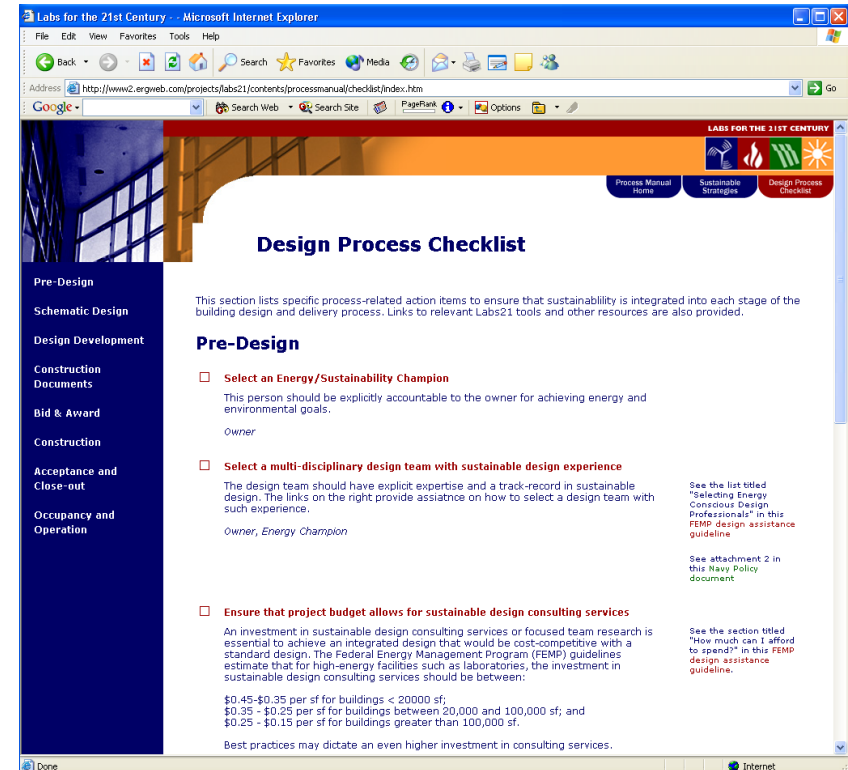 Labs for the 21st Century - - Microsoft Internet Explorer
File Edit View Favorites Tools Help
Back Search Favorites Media
Address http://www2.ergweb.com/projects/labs21/contents/processmanual/checklist/index.htm Go
Google Search Web Search Site PageRank Options
LABS FOR THE 21ST CENTURY
Process Manual Home
Sustainable Strategies
Design Process Checklist
Design Process Checklist
Pre-Design
Schematic Design
Design Development
Construction
Documents
Bid & Award
Construction
Acceptance and
Close-out
Occupancy and
Operation
This section lists specific process-related action items to ensure that sustainablility is integrated into each stage of the
building design and delivery process. Links to relevant Labs21 tools and other resources are also provided.
Pre-Design
Select an Energy/Sustainability Champion
This person should be explicitly accountable to the owner for achieving energy and
environmental goals.
Owner
Select a multi-disciplinary design team with sustainable design experience
The design team should have explicit expertise and a track-record in sustainable
design. The links on the right provide assiatnce on how to select a design team with
such experience.
Owner, Energy Champion
See the list titled
"Selecting Energy
Conscious Design
Professionals" in this
FEMP design assistance
guideline
See attachment 2 in
this Navy Policy
document
Ensure that project budget allows for sustainable design consulting services
An investment in sustainable design consulting services or focused team research is
essential to achieve an integrated design that would be cost-competitive with a
standard design. The Federal Energy Management Program (FEMP) guidelines
estimate that for high-energy facilities such as laboratories, the investment in
sustainable design consulting services should be between:
$0.45-$0.35 per sf for buildings < 20000 sf;
$0.35 - $0.25 per sf for buildings between 20,000 and 100,000 sf; and
$0.25 - $0.15 per sf for buildings greater than 100,000 sf.
Best practices may dictate an even higher investment in consulting services.
See the section titled
"How much can I afford
to spend?" in this FEMP
design assistance
guideline.
Done Internet